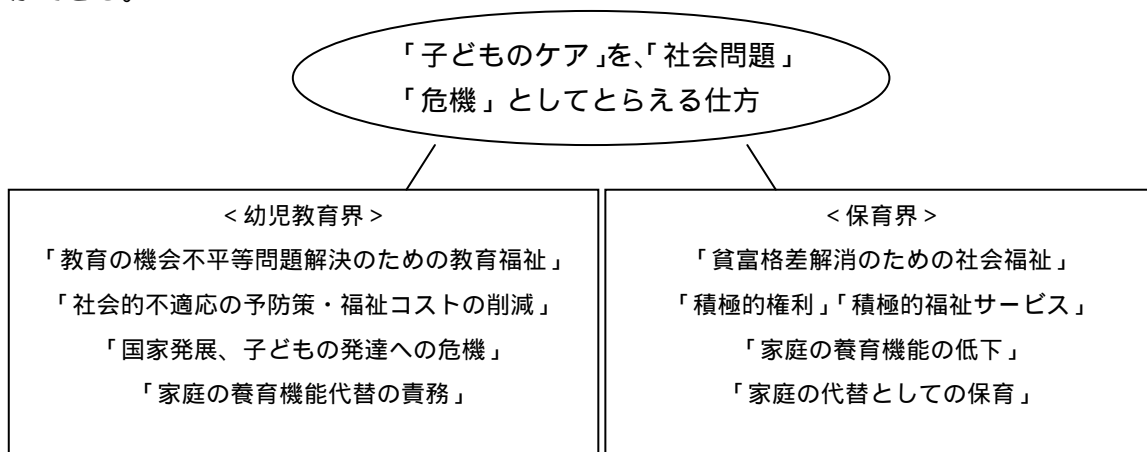 「子どものケア」を、「社会問題」
「危機」としてとらえる仕方
<幼児教育界>
「教育の機会不平等問題解決のための教育福祉」
「社会的不適応の予防策・福祉コストの削減」
「国家発展、子どもの発達への危機」
「家庭の養育機能代替の責務」
<保育界>
「貧富格差解消のための社会福祉」
「積極的権利」「積極的福祉サービス」
「家庭の養育機能の低下」
「家庭の代替としての保育」